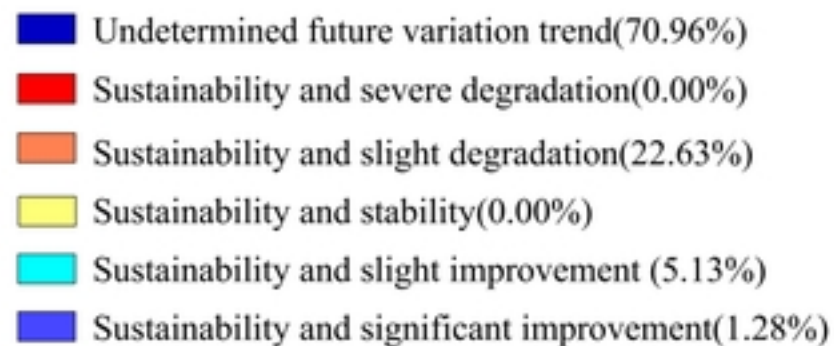 Undetermined future variation trend(70.96%)
Sustainability and severe degradation(0.00%)
Sustainability and slight degradation(22.63%)
Sustainability and stability(0.00%)
Sustainability and slight improvement (5.13%)
Sustainability and significant improvement(1.28%)